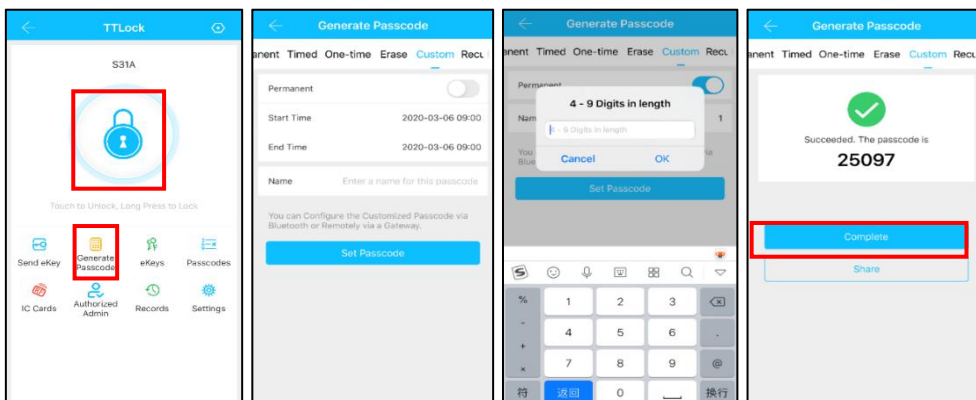 TTLock
S31A
Touch to Unlock, Long Press to Lock
Send eKey
Generate
Passcode
eKeys
Passcodes
IC Cards
Authorized
Admin
Records
Settings
Generate Passcode
anent Timed One-time Erase Custom Recu
Permanent
Start Time 2020-03-06 09:00
End Time 2020-03-06 09:00
Name Enter a name for this passcode
You can Configure the Customized Passcode via
Bluetooth or Remotely via a Gateway.
Set Passcode
Generate Passcode
anent Timed One-time Erase Custom Recu
Permanent
4 - 9 Digits in length
Nam 1
4 - 9 Digits in length
You via
Blue
Cancel OK
Set Passcode
% 1 2 3
- 4 5 6 .
+
× 7 8 9 @
符 返回 0 换行
Generate Passcode
anent Timed One-time Erase Custom Recu
Succeeded. The passcode is
25097
Complete
Share